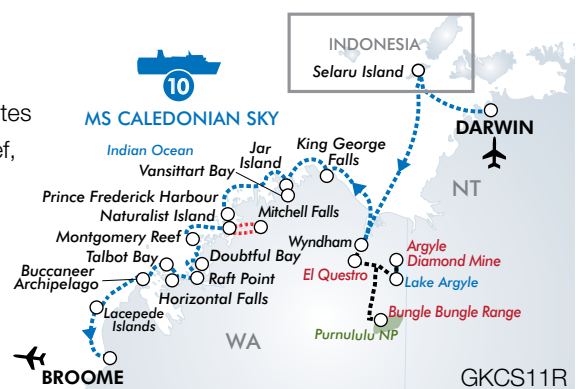 INDONESIA
Selaru Island
10
MS CALEDONIAN SKY
tes
ef,
DARWIN
Indian Ocean
Jar
Island
King George
Falls
Vansittart Bay
NT
Prince Frederick Harbour
Naturalist Island
Mitchell Falls
Montgomery Reef
Wyndham
Argyle
Diamond Mine
Talbot Bay
Doubtful Bay
El Questro
Buccaneer
Archipelago
Raft Point
Lake Argyle
Horizontal Falls
Lacepede
Islands
Bungle Bungle Range
WA
Purnululu NP
BROOME
GKCS11R